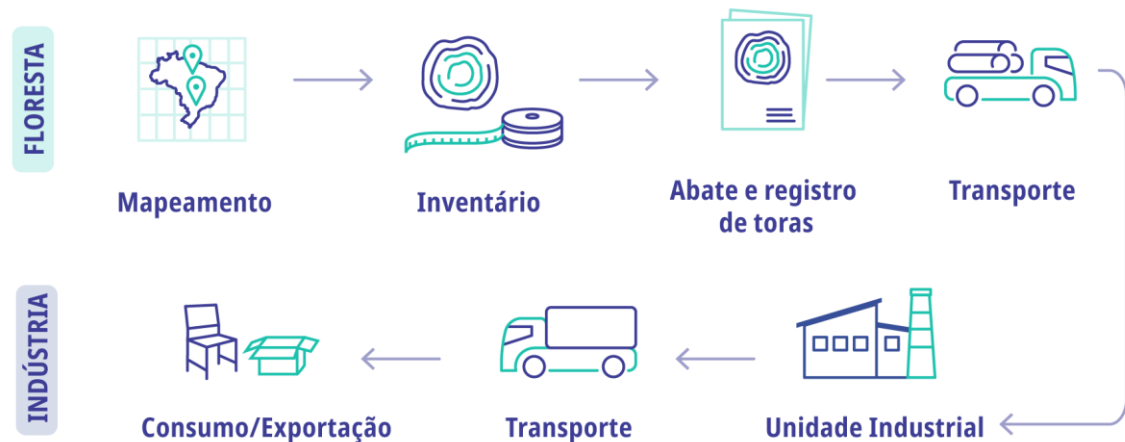 FLORESTA
Mapeamento
Inventário
Abate e registro
de toras
Transporte
INDÚSTRIA
Consumo/Exportação
Transporte
Unidade Industrial